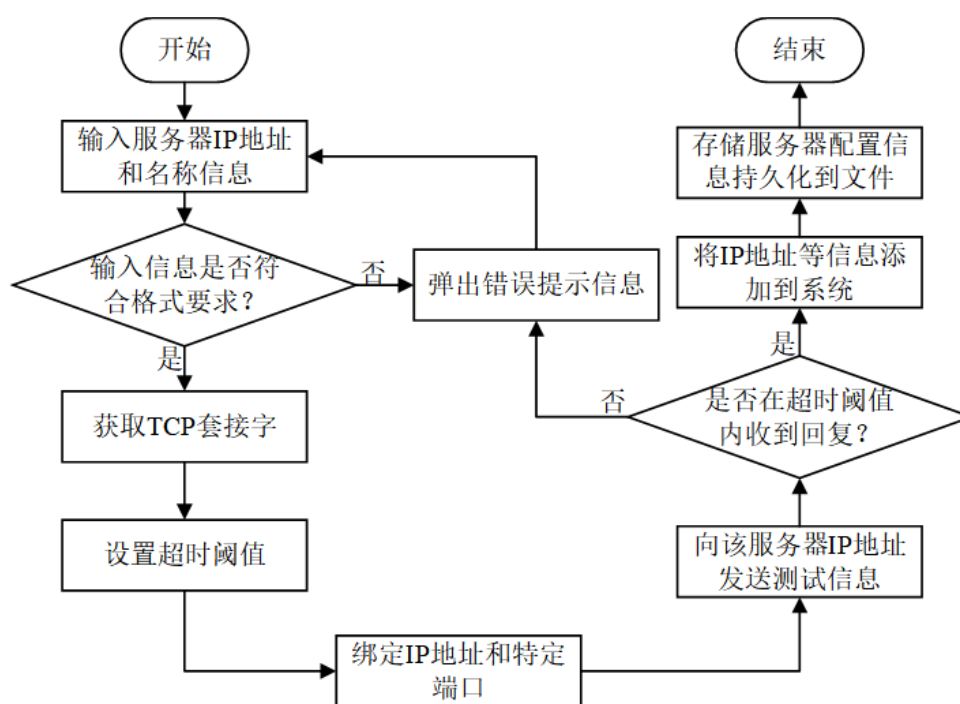 开始
输入服务器IP地址
和名称信息
输入信息是否符
合格式要求？
否
是
获取TCP套接字
设置超时阈值
绑定IP地址和特定
端口
弹出错误提示信息
向该服务器IP地址
发送测试信息
是否在超时阈值
内收到回复？
否
是
将IP地址等信息添
加到系统
存储服务器配置信
息持久化到文件
结束